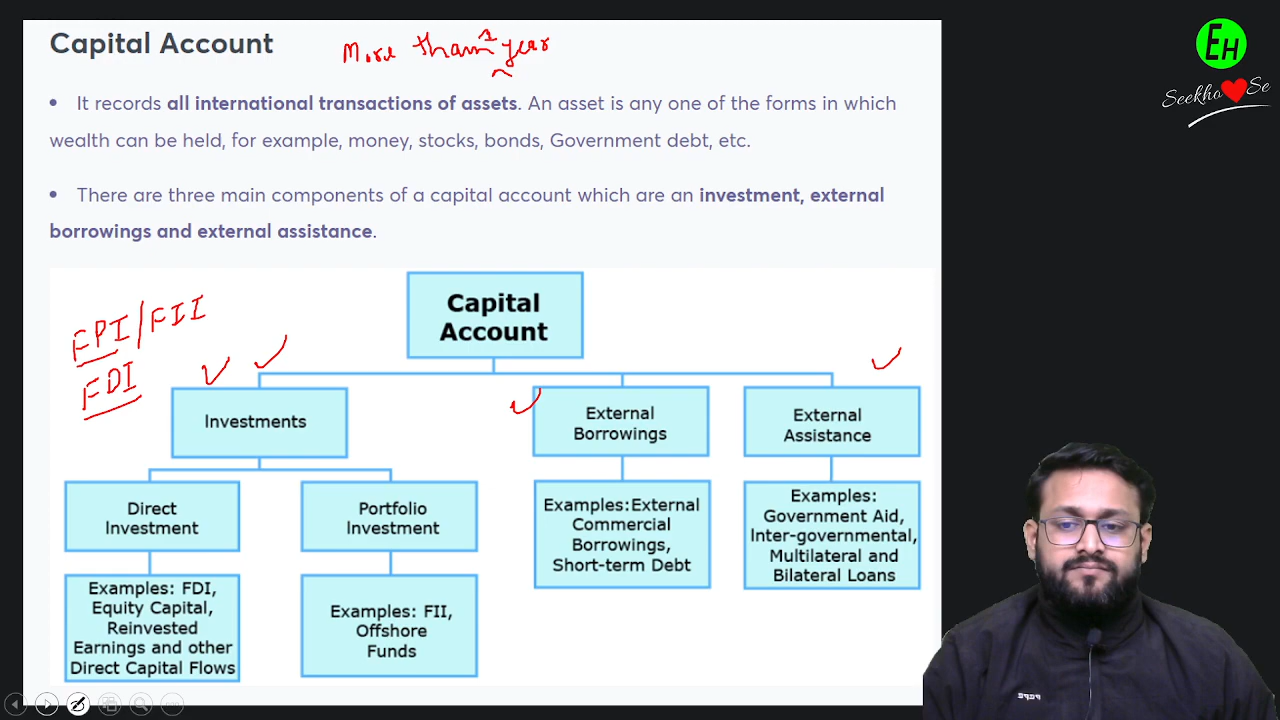 Capital Account
More than 1 year
EH
Seekho Se
• It records all international transactions of assets. An asset is any one of the forms in which
wealth can be held, for example, money, stocks, bonds, Government debt, etc.
• There are three main components of a capital account which are an investment, external
borrowings and external assistance.
FPI/FII
FDI
Capital
Account
Investments
External
Borrowings
External
Assistance
Direct
Investment
Portfolio
Investment
Examples:External
Commercial
Borrowings,
Short-term Debt
Examples:
Government Aid,
Inter-governmental,
Multilateral and
Bilateral Loans
Examples: FDI,
Equity Capital,
Reinvested
Earnings and other
Direct Capital Flows
Examples: FII,
Offshore
Funds